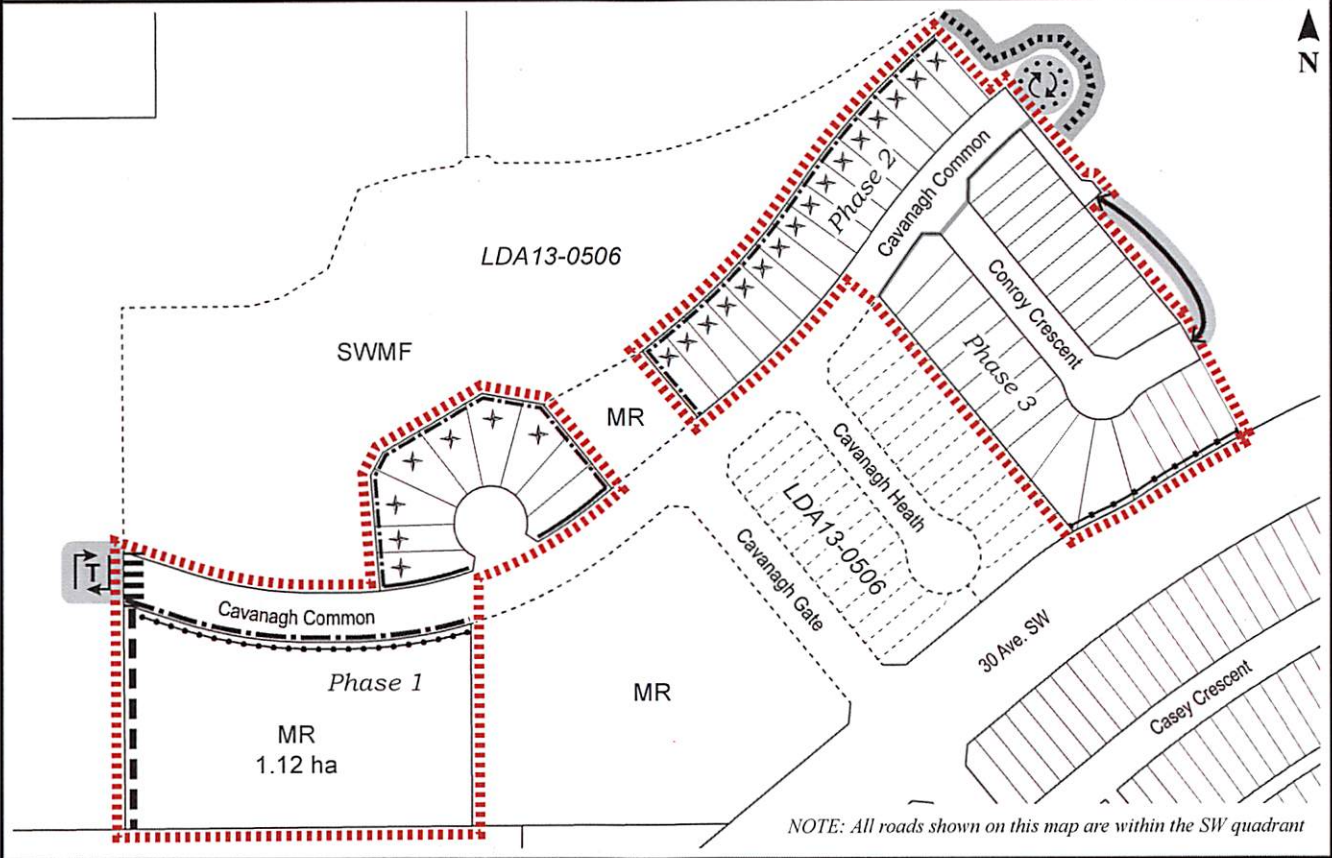 N
Phase 2
Cavanagh Common
LDA13-0506
Conroy Crescent
SWMF
Phase 3
MR
Cavanagh Heath
LDA13-0506
T
Cavanagh Gate
Cavanagh Common
30 Ave. SW
Phase 1
MR
Casey Crescent
MR
1.12 ha
NOTE: All roads shown on this map are within the SW quadrant